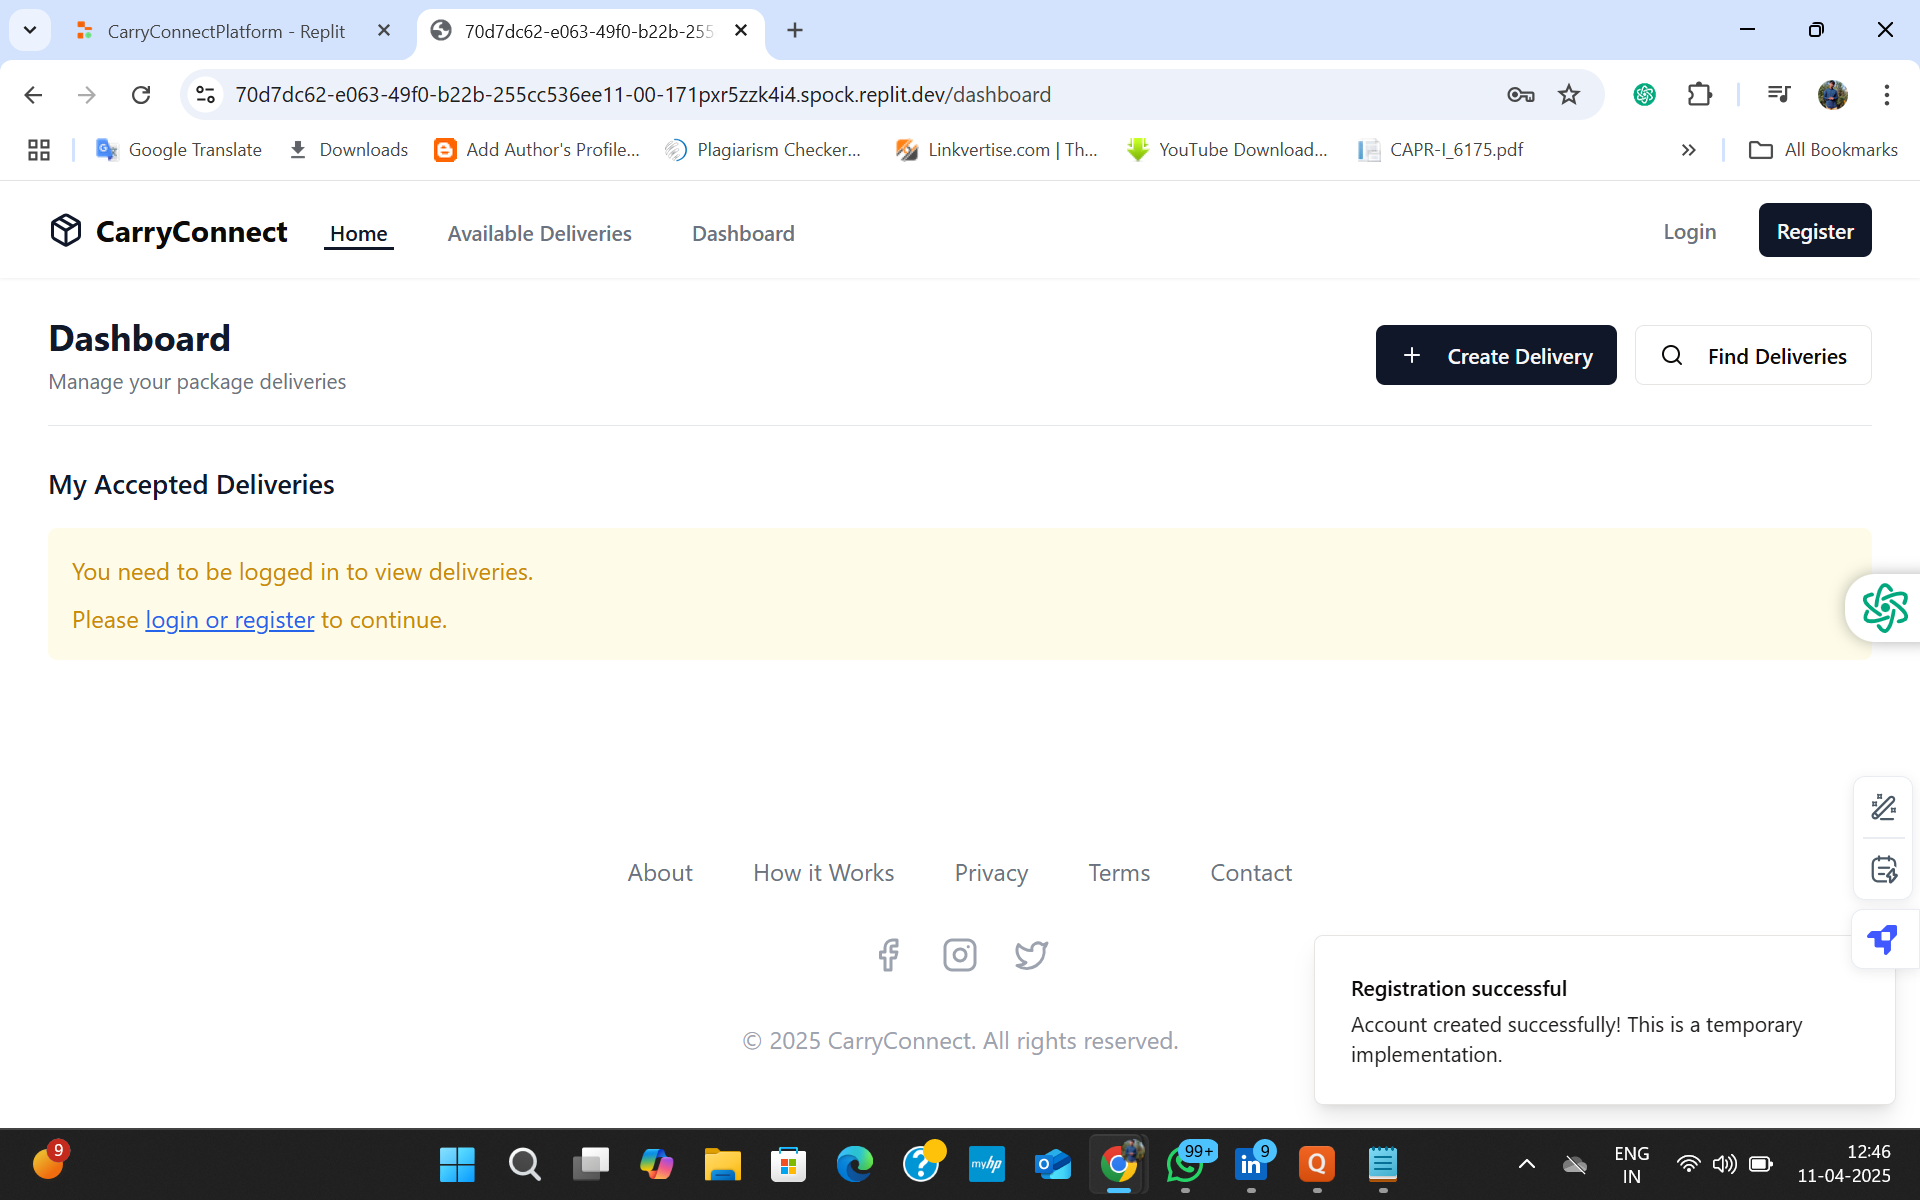 CarryConnectPlatform - Replit
70d7dc62-e063-49f0-b22b-255
70d7dc62-e063-49f0-b22b-255cc536ee11-00-171pxr5zzk4i4.spock.replit.dev/dashboard
Google Translate
Downloads
Add Author's Profile...
Plagiarism Checker...
Linkvertise.com | Th...
YouTube Download...
CAPR-I_6175.pdf
All Bookmarks
CarryConnect
Home
Available Deliveries
Dashboard
Login
Register
Dashboard
Manage your package deliveries
Create Delivery
Find Deliveries
My Accepted Deliveries
You need to be logged in to view deliveries.
Please login or register to continue.
About
How it Works
Privacy
Terms
Contact
Registration successful
Account created successfully! This is a temporary
implementation.
© 2025 CarryConnect. All rights reserved.
9
myhp
99+
9
ENG
IN
12:46
11-04-2025